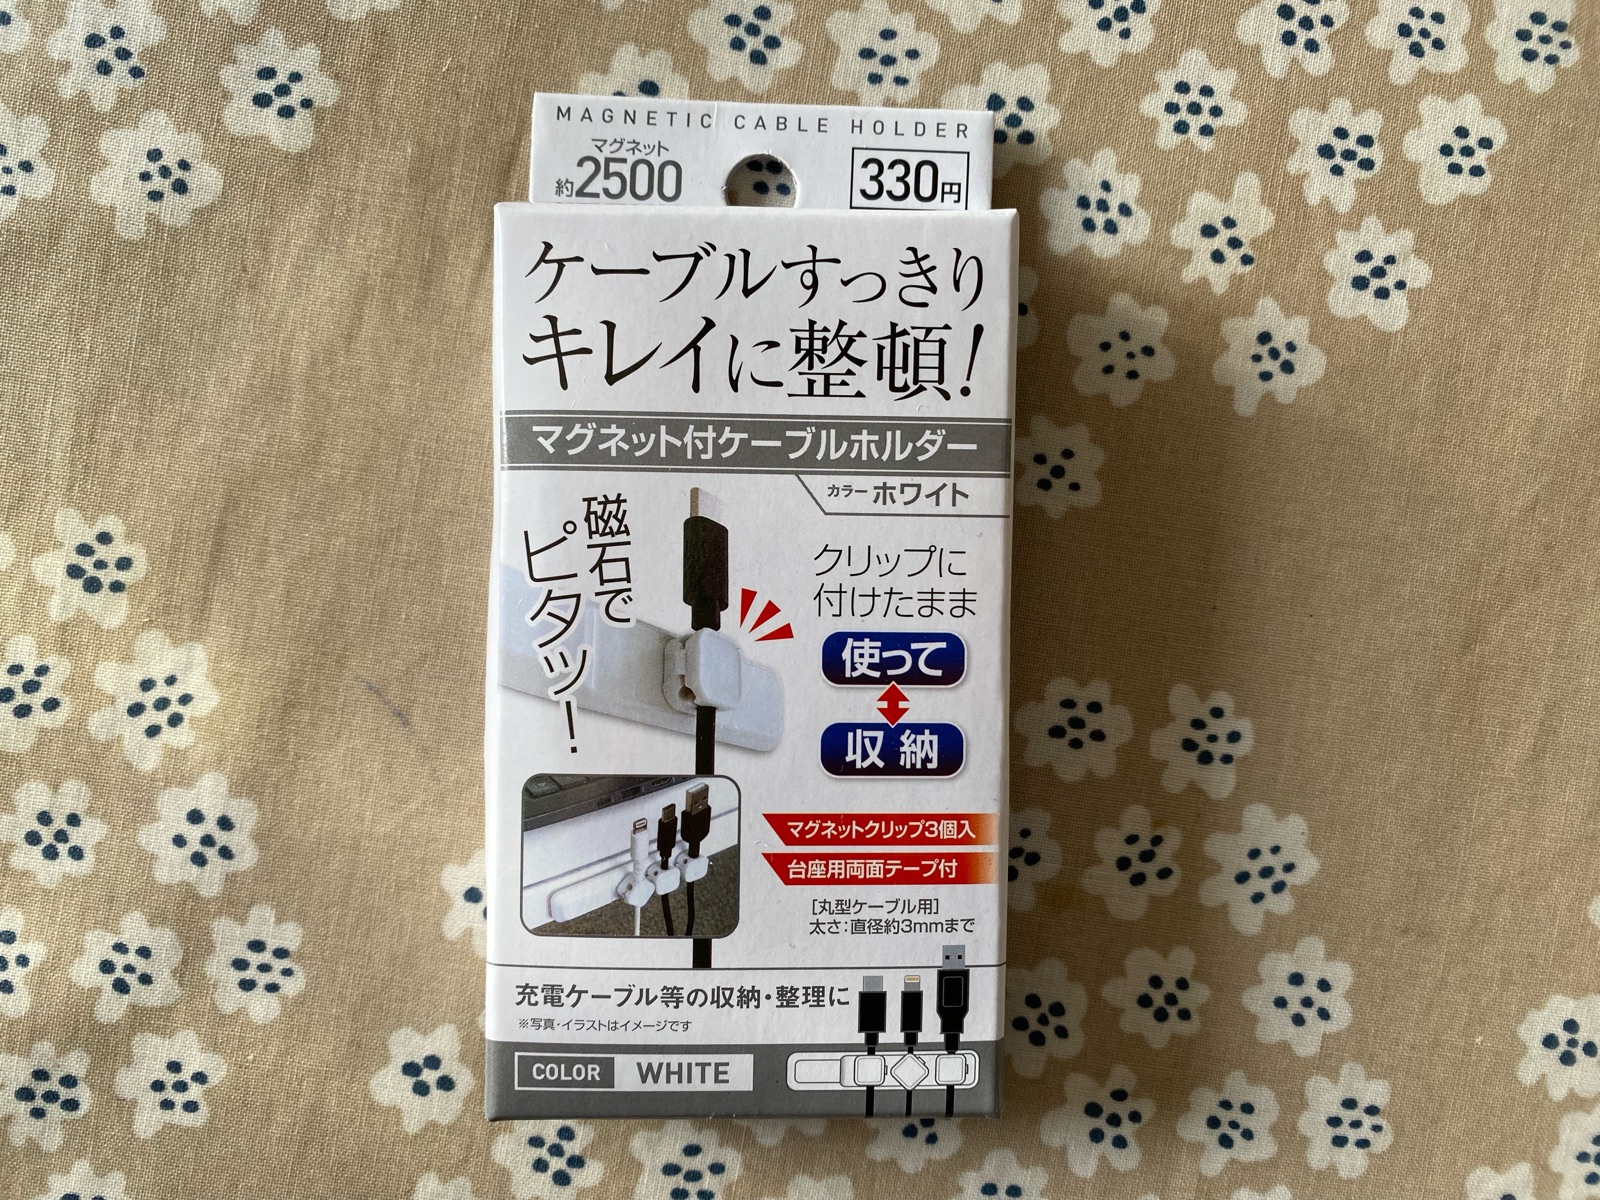 MAGNETIC CABLE HOLDER
マグネット
約2500
330円
ケーブルすっきり
キレイに整頓!
マグネット付ケーブルホルダー
カラー ホワイト
磁石で
ピタッ!
クリップに
付けたまま
使って
収納
マグネットクリップ3個入
台座用両面テープ付
[丸型ケーブル用]
太さ:直径約3mmまで
充電ケーブル等の収納・整理に
※写真・イラストはイメージです
COLOR WHITE